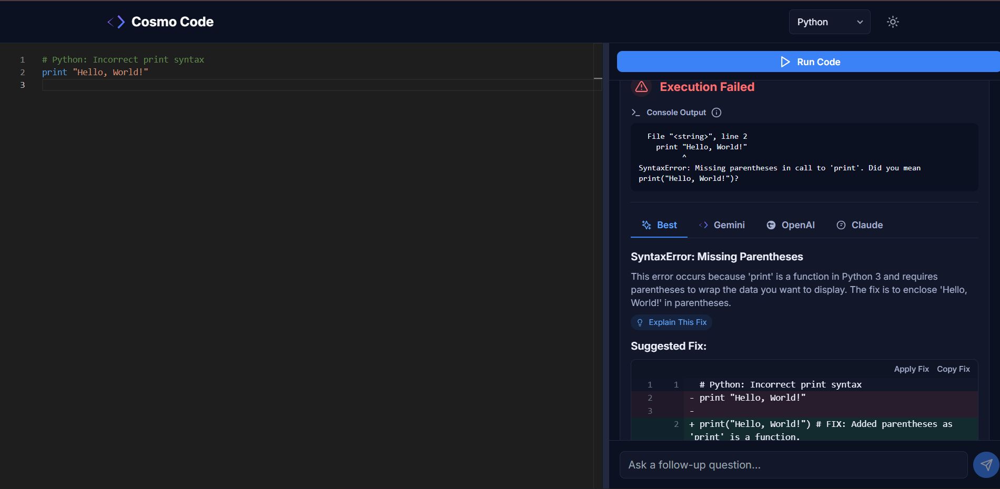 Cosmo Code
Python
1 # Python: Incorrect print syntax
2 print "Hello, World!"
3
Run Code
Execution Failed
>_ Console Output
File "<string>", line 2
print "Hello, World!"
^
SyntaxError: Missing parentheses in call to 'print'. Did you mean
print("Hello, World!")?
Best Gemini OpenAI Claude
SyntaxError: Missing Parentheses
This error occurs because 'print' is a function in Python 3 and requires
parentheses to wrap the data you want to display. The fix is to enclose 'Hello,
World!' in parentheses.
Explain This Fix
Suggested Fix:
Apply Fix Copy Fix
1 1 # Python: Incorrect print syntax
2 - print "Hello, World!"
3 -
2 + print("Hello, World!") # FIX: Added parentheses as
'print' is a function.
Ask a follow-up question...